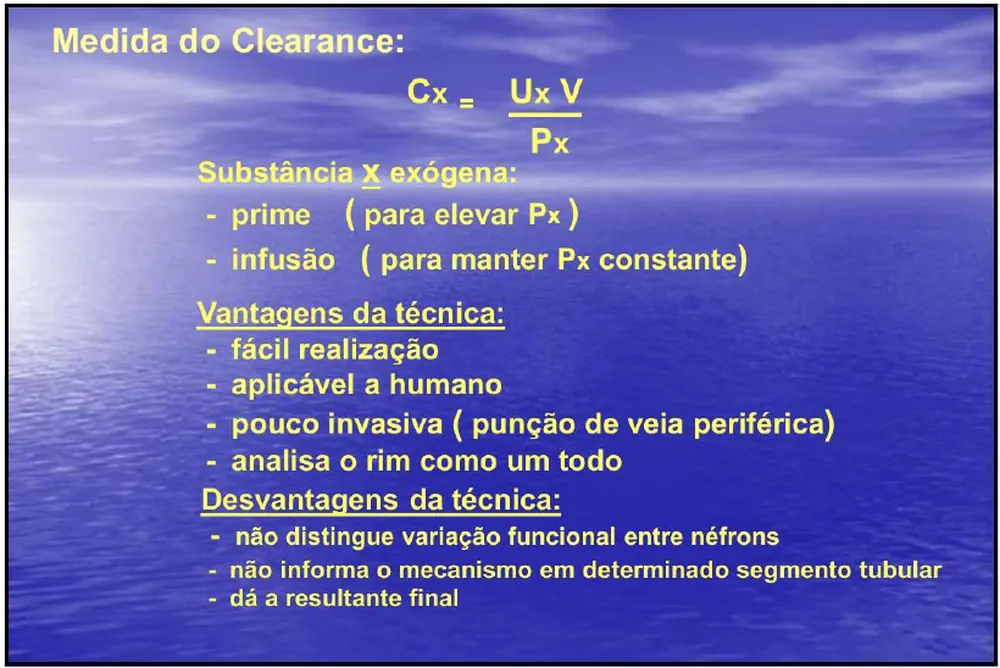 Medida do Clearance:
Cx = Ux V
Px
Substância x exógena:
- prime ( para elevar Px )
- infusão ( para manter Px constante)
Vantagens da técnica:
- fácil realização
- aplicável a humano
- pouco invasiva ( punção de veia periférica)
- analisa o rim como um todo
Desvantagens da técnica:
- não distingue variação funcional entre néfrons
- não informa o mecanismo em determinado segmento tubular
- dá a resultante final